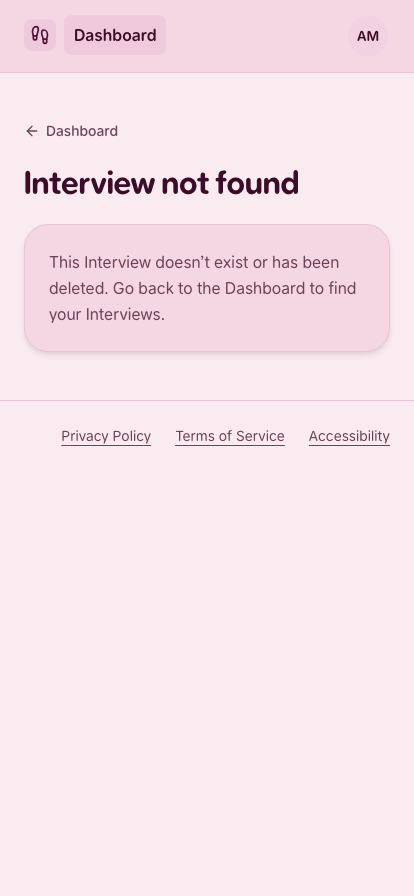 Dashboard
AM
Dashboard
Interview not found
This Interview doesn’t exist or has been
deleted. Go back to the Dashboard to find
your Interviews.
Privacy Policy
Terms of Service
Accessibility